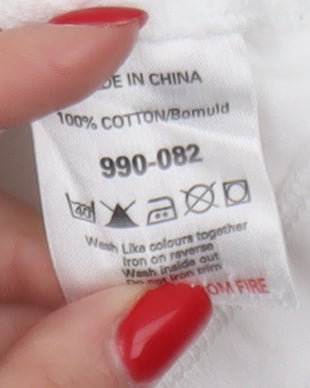 DE IN CHINA
100% COTTON/Bomuld
990-082
40
Wash Like colours together
Iron on reverse
Wash inside out
Do not iron trim
OM FIRE